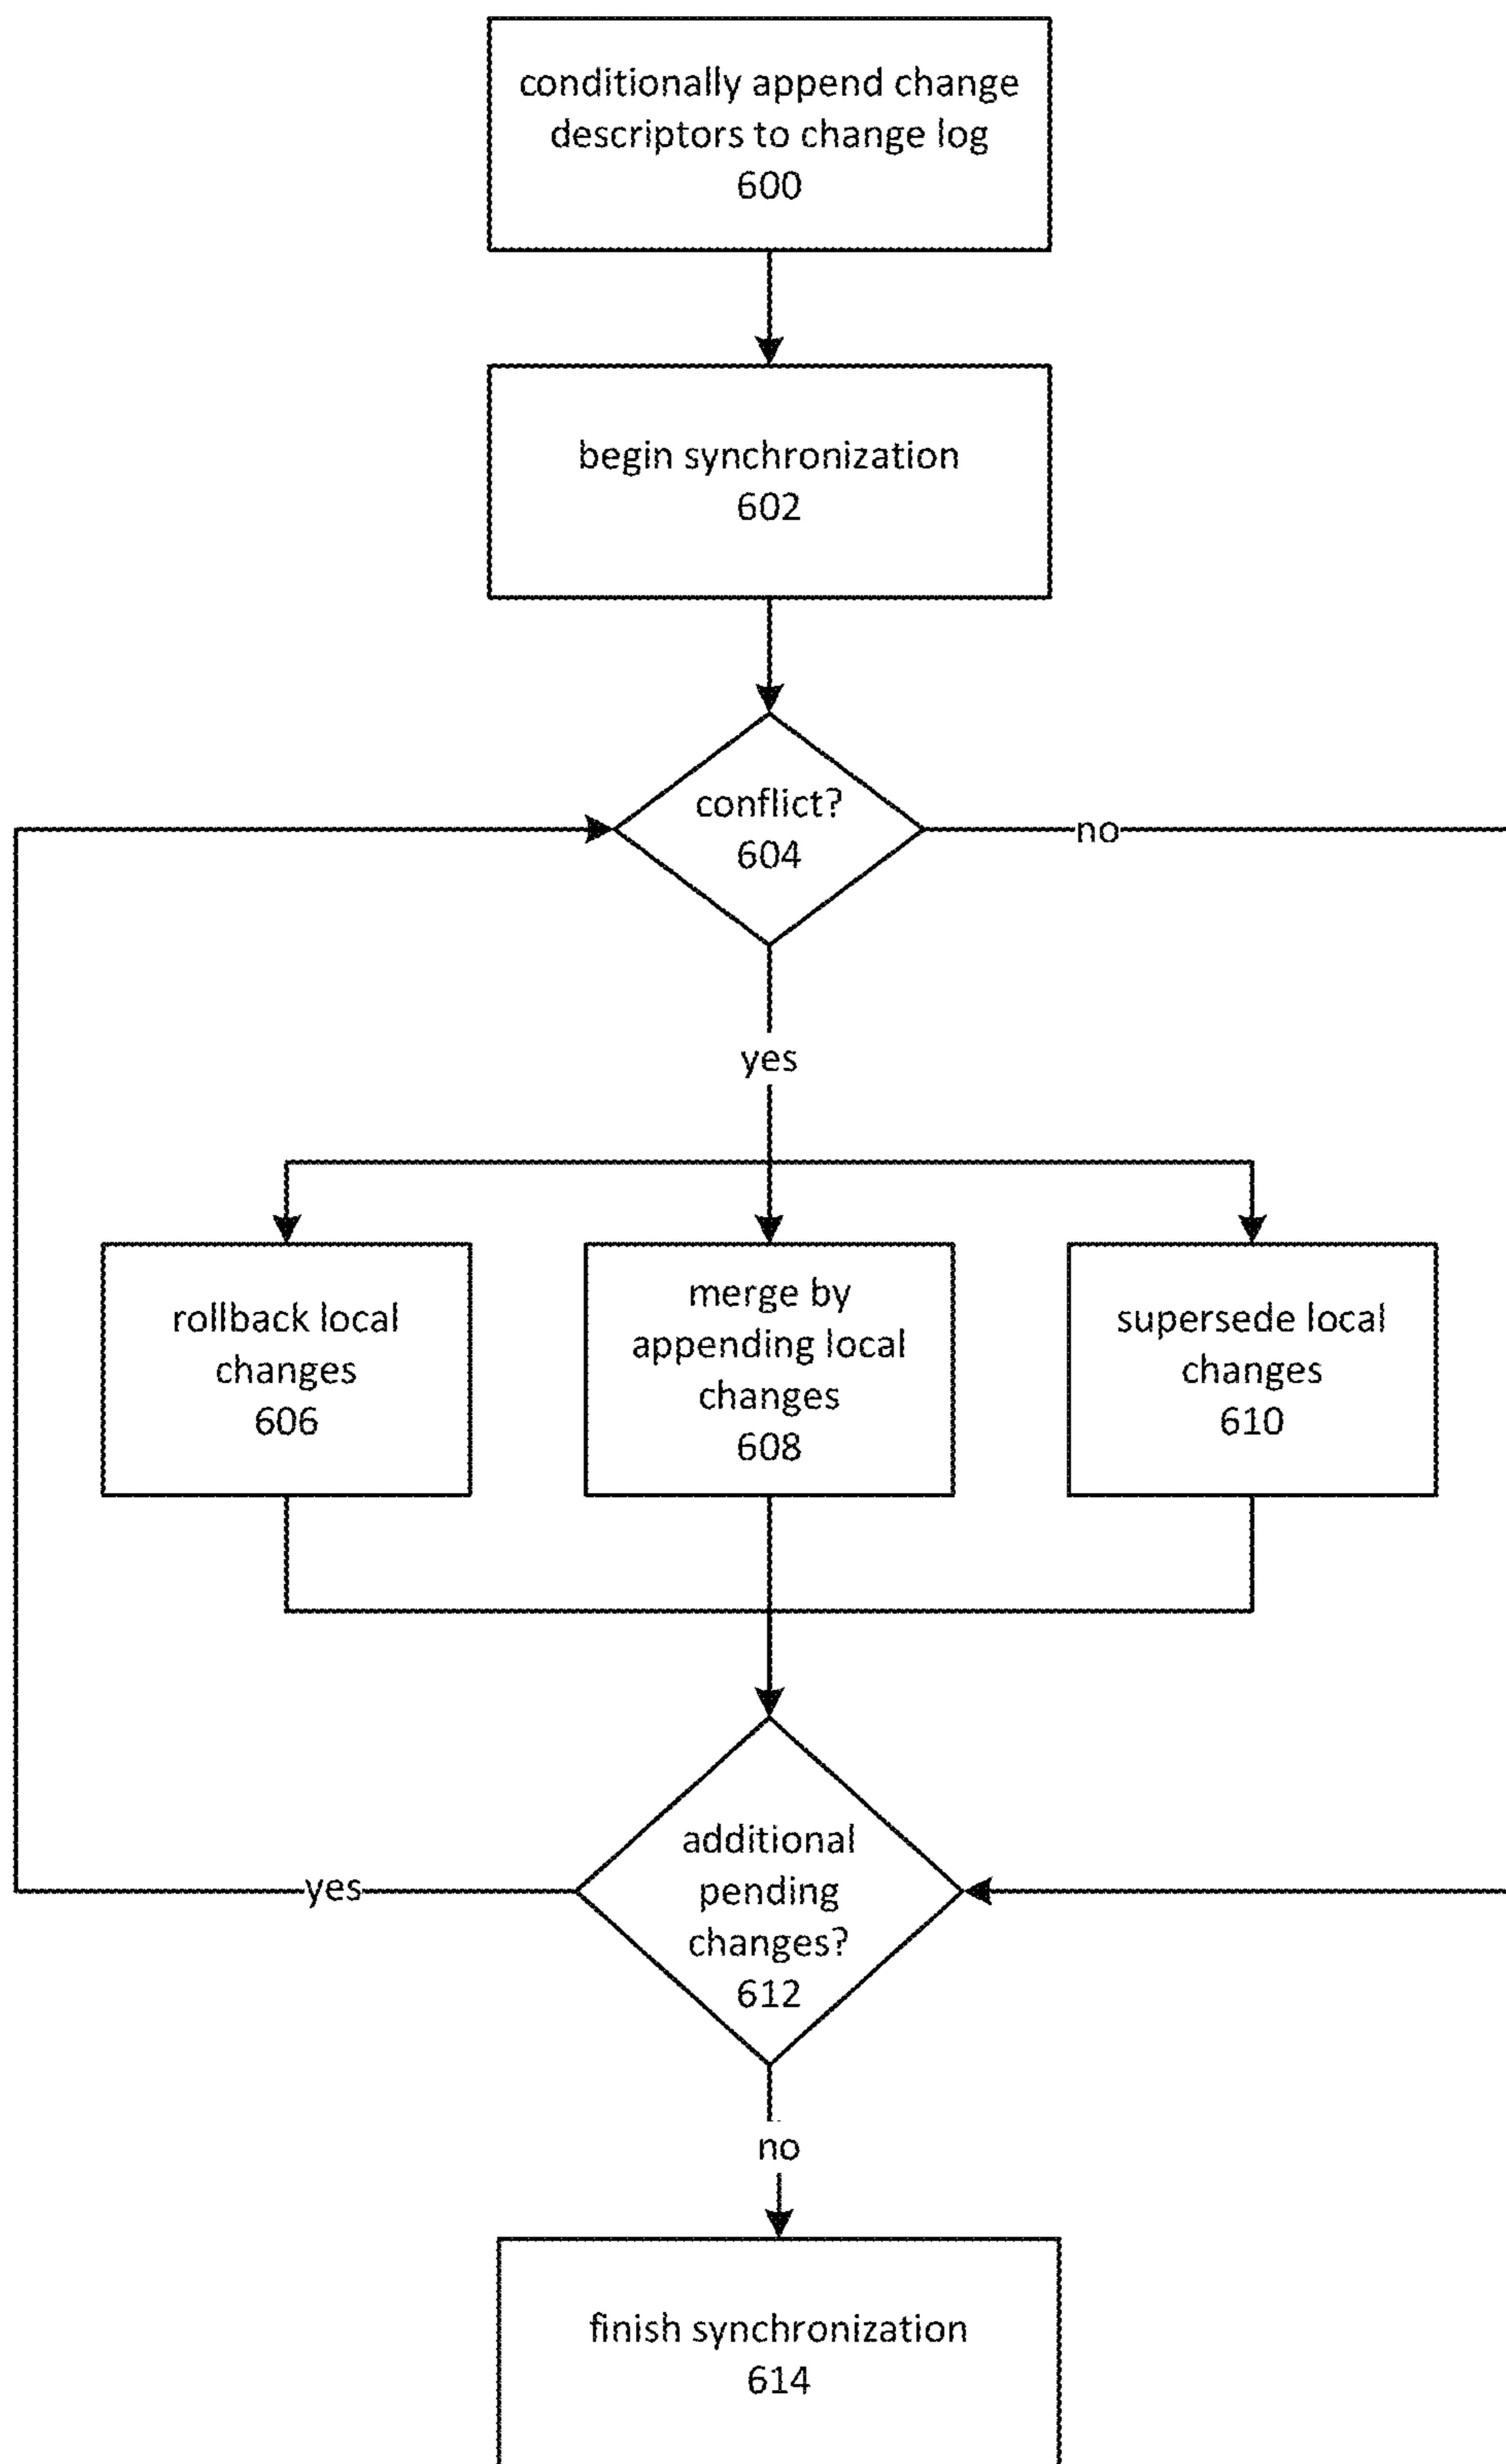 conditionally append change
descriptors to change log
600
begin synchronization
602
conflict?
604
no
yes
rollback local
changes
606
merge by
appending local
changes
608
supersede local
changes
610
additional
pending
changes?
612
yes
no
finish synchronization
614